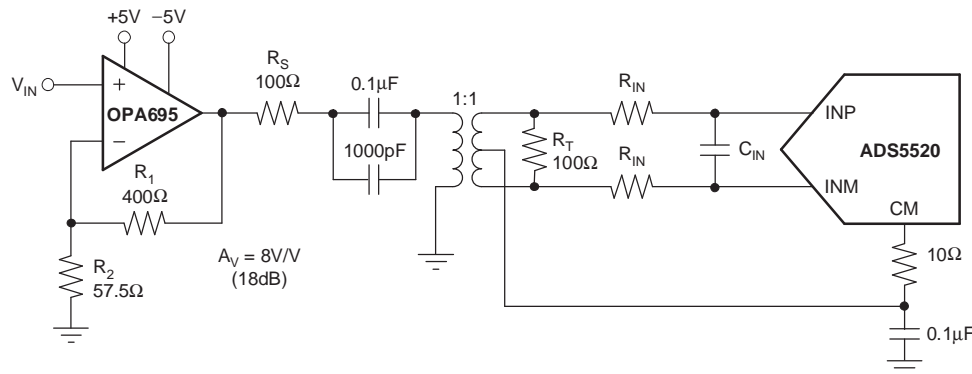 +5V
−5V
V_IN
+
OPA695
−
R_S
100Ω
0.1μF
1000pF
1:1
R_T
100Ω
R_IN
R_IN
C_IN
INP
ADS5520
INM
CM
R_1
400Ω
A_V = 8V/V
(18dB)
R_2
57.5Ω
10Ω
0.1μF